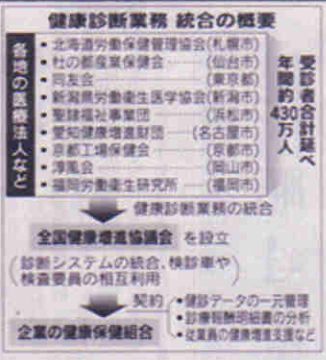 健康診断業務 統合の概要
各地の医療法人など
・北海道労働保健管理協会(札幌市)
・杜の都産業保健会(仙台市)
・同友会(東京都)
・新潟県労働衛生医学協会(新潟市)
・聖隷福祉事業団(浜松市)
・愛知健康増進財団(名古屋市)
・京都工場保健会(京都市)
・淳風会(岡山市)
・福岡労働衛生研究所(福岡市)
受診者合計延べ
年間約430万人
健康診断業務の統合
全国健康増進協議会 を設立
(診断システムの統合、検診車や
検査要員の相互利用)
契約
・健診データの一元管理
・診療報酬明細書の分析
・従業員の健康増進支援など
企業の健康保健組合